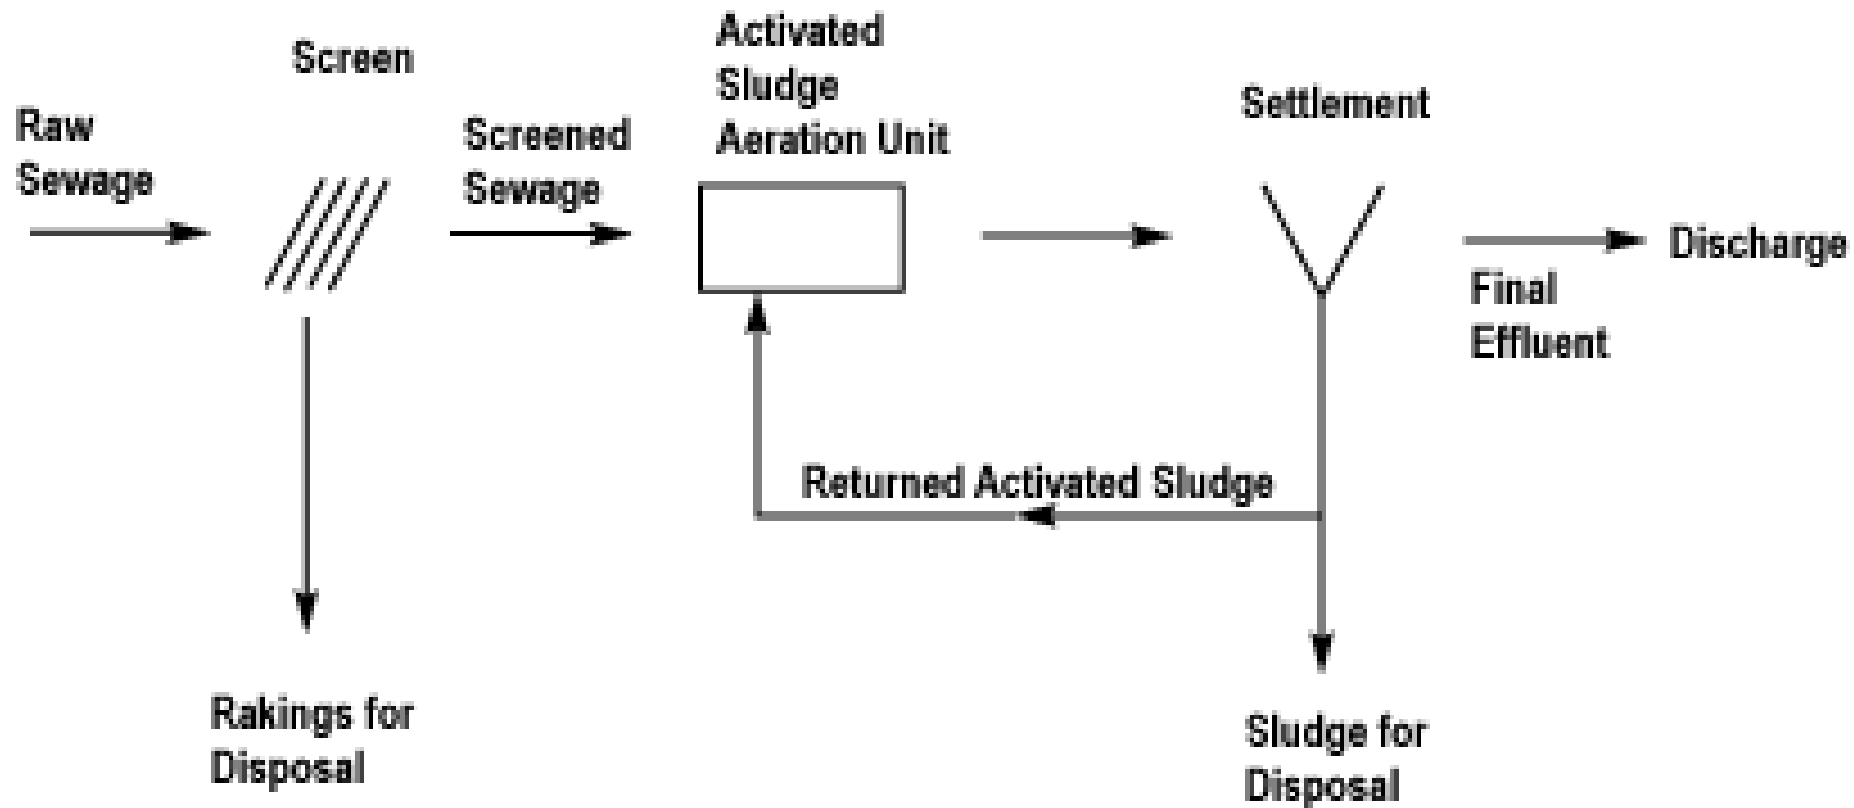 Screen
Activated
Sludge
Aeration Unit
Settlement
Raw
Sewage
Screened
Sewage
Discharge
Final
Effluent
Returned Activated Sludge
Rakings for
Disposal
Sludge for
Disposal